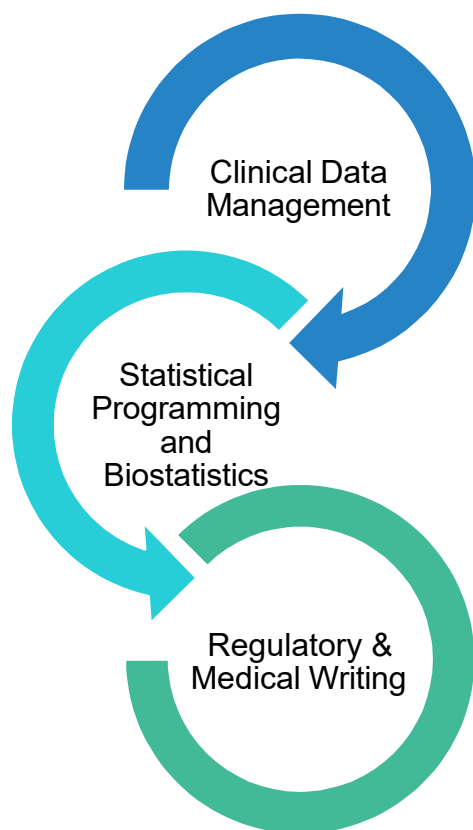 Clinical Data
Management
Statistical
Programming
and
Biostatistics
Regulatory &
Medical Writing